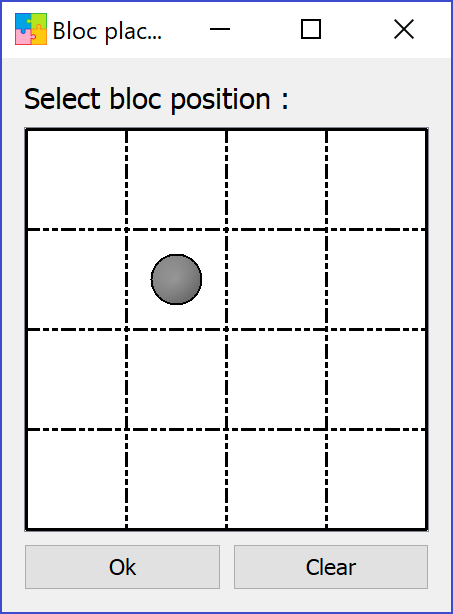 Bloc plac...
Select bloc position :
Ok
Clear